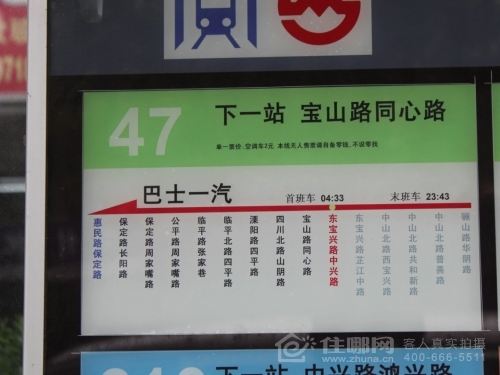 47 下一站 宝山路同心路
单一票价、空调车2元 本线无人售票请自备零钱,不设零找
巴士一汽 首班车 04:33 末班车 23:43
惠民路保定路
保定路长阳路
保定路周家嘴路
公平路周家嘴路
临平路张家巷
临平北路四平路
溧阳路四平路
四川北路山阴路
宝山路同心路
东宝兴路中兴路
东宝兴路芷江中路
中山北路西宝兴路
中山北路共和新路
中山北路普善路
骊山路华阴路
下一站 中兴路鸿兴路
住哪网 客人真实拍摄
www.zhuna.cn 400-666-5511